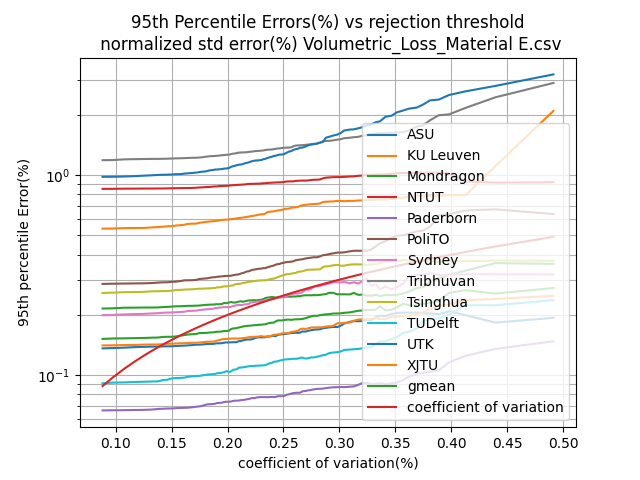 95th Percentile Errors(%) vs rejection threshold
normalized std error(%) Volumetric_Loss_Material E.csv
95th percentile Error(%)
10⁰
10⁻¹
ASU
KU Leuven
Mondragon
NTUT
Paderborn
PoliTO
Sydney
Tribhuvan
Tsinghua
TUDelft
UTK
XJTU
gmean
coefficient of variation
0.10 0.15 0.20 0.25 0.30 0.35 0.40 0.45 0.50
coefficient of variation(%)